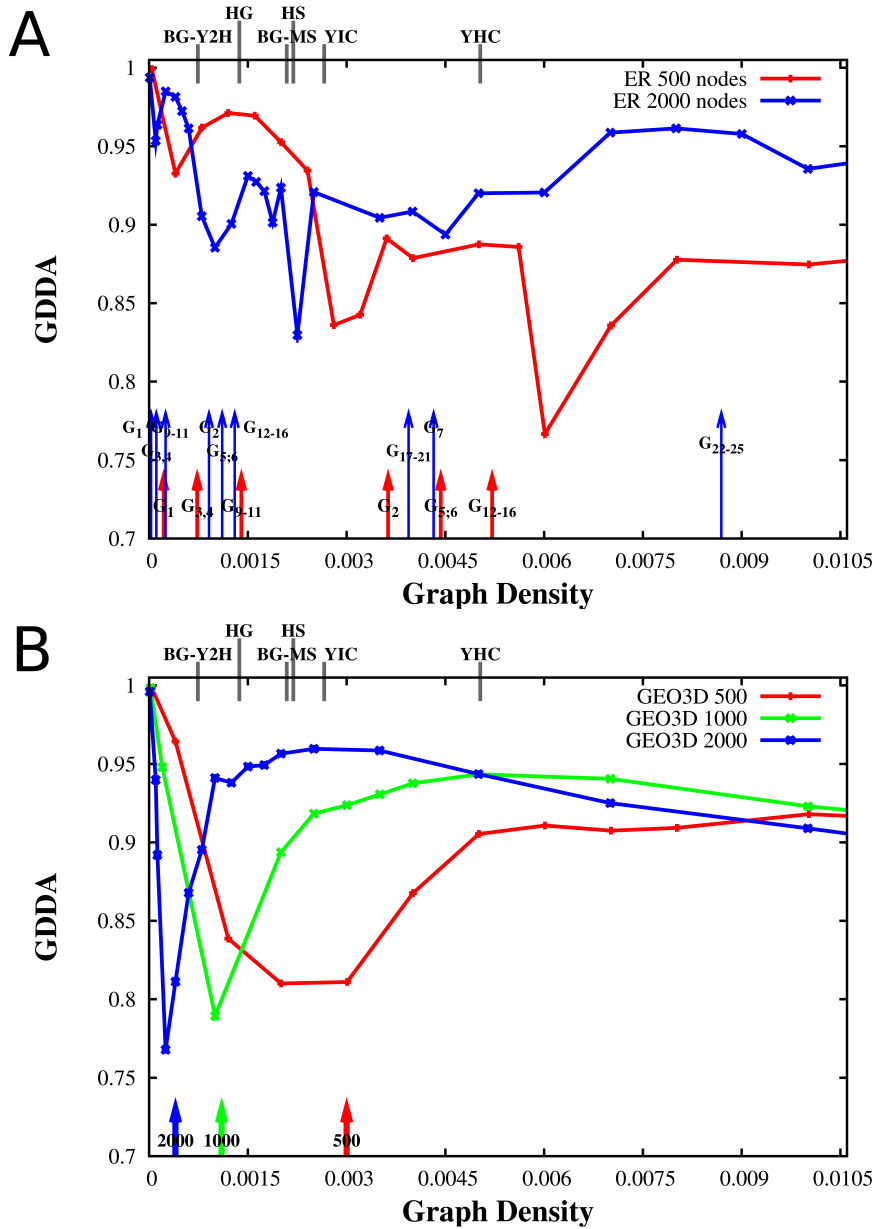 A
HG HS
BG-Y2H BG-MS YIC YHC
1
ER 500 nodes
ER 2000 nodes
0.95
0.9
GDDA
0.85
0.8
G1 G9-11 G2 G12-16 G7
G3,4 G5;6 G17-21 G22-25
0.75
G1 G3,4 G9-11 G2 G5;6 G12-16
0.7
0 0.0015 0.003 0.0045 0.006 0.0075 0.009 0.0105
Graph Density
B
HG HS
BG-Y2H BG-MS YIC YHC
1
GEO3D 500
GEO3D 1000
GEO3D 2000
0.95
0.9
GDDA
0.85
0.8
0.75
2000 1000 500
0.7
0 0.0015 0.003 0.0045 0.006 0.0075 0.009 0.0105
Graph Density